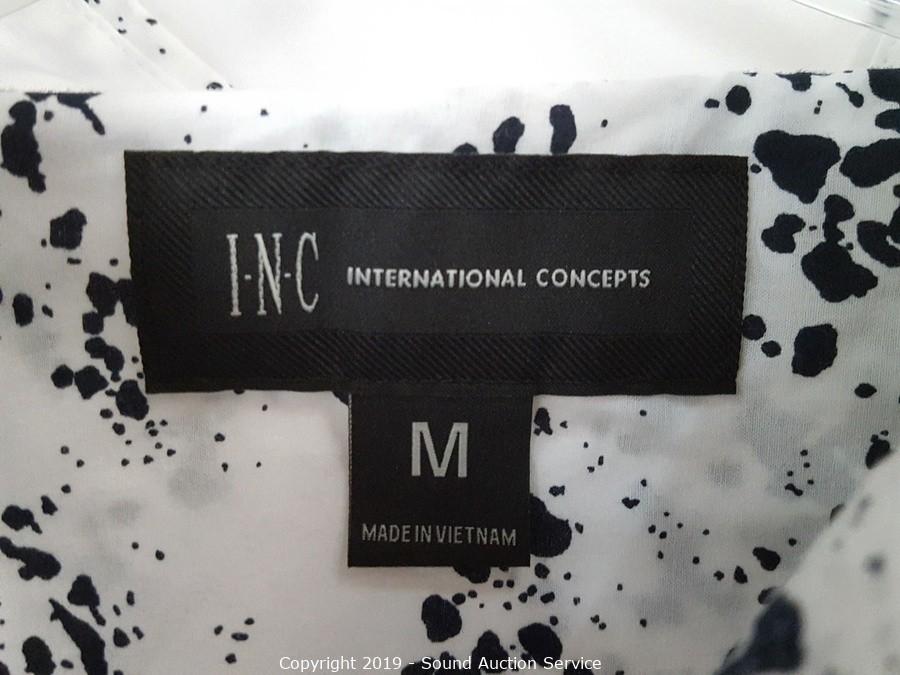 I·N·C INTERNATIONAL CONCEPTS
M
MADE IN VIETNAM
Copyright 2019 - Sound Auction Service